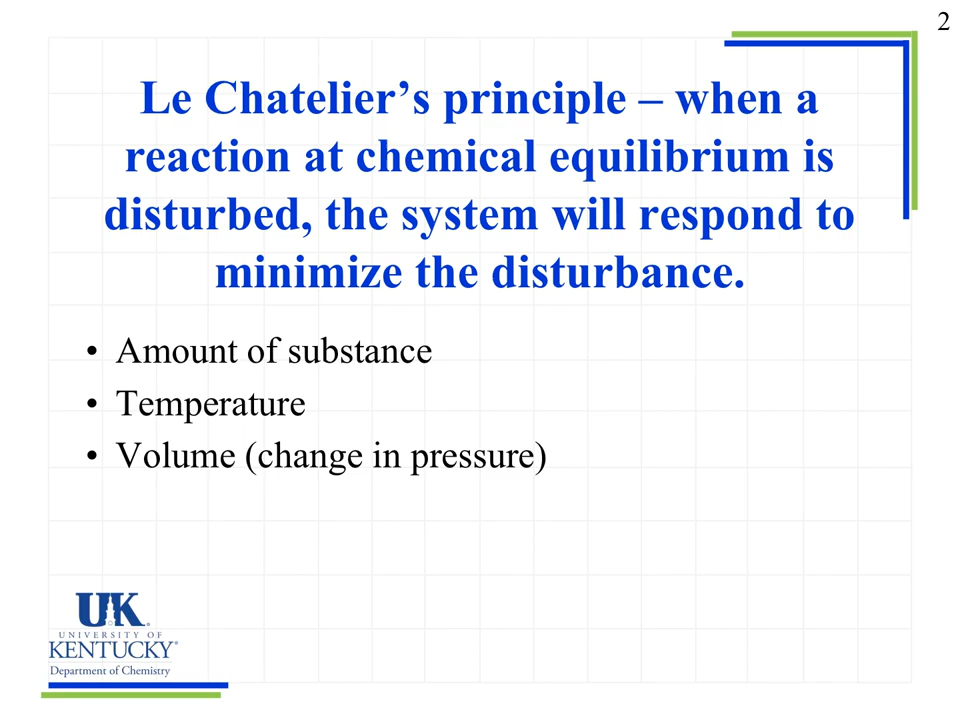 2
Le Chatelier’s principle – when a
reaction at chemical equilibrium is
disturbed, the system will respond to
minimize the disturbance.
• Amount of substance
• Temperature
• Volume (change in pressure)
UK
UNIVERSITY OF
KENTUCKY®
Department of Chemistry